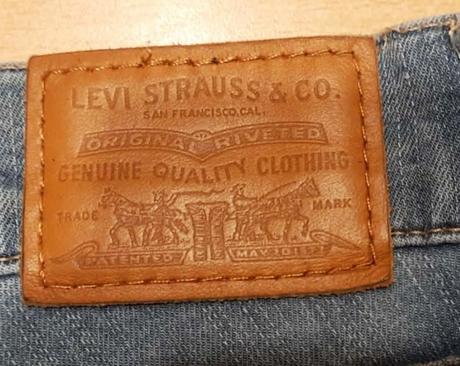 LEVI STRAUSS & CO.
SAN FRANCISCO, CAL.
ORIGINAL RIVETED
GENUINE QUALITY CLOTHING
TRADE MARK
PATENTED MAY 20 1873